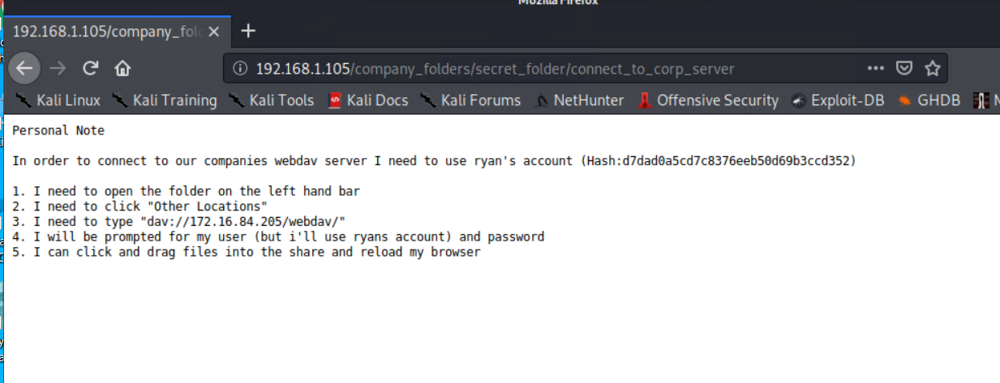 Mozilla Firefox
192.168.1.105/company_fol
192.168.1.105/company_folders/secret_folder/connect_to_corp_server
Kali Linux Kali Training Kali Tools Kali Docs Kali Forums NetHunter Offensive Security Exploit-DB GHDB M
Personal Note
In order to connect to our companies webdav server I need to use ryan's account (Hash:d7dad0a5cd7c8376eeb50d69b3ccd352)
1. I need to open the folder on the left hand bar
2. I need to click "Other Locations"
3. I need to type "dav://172.16.84.205/webdav/"
4. I will be prompted for my user (but i'll use ryans account) and password
5. I can click and drag files into the share and reload my browser